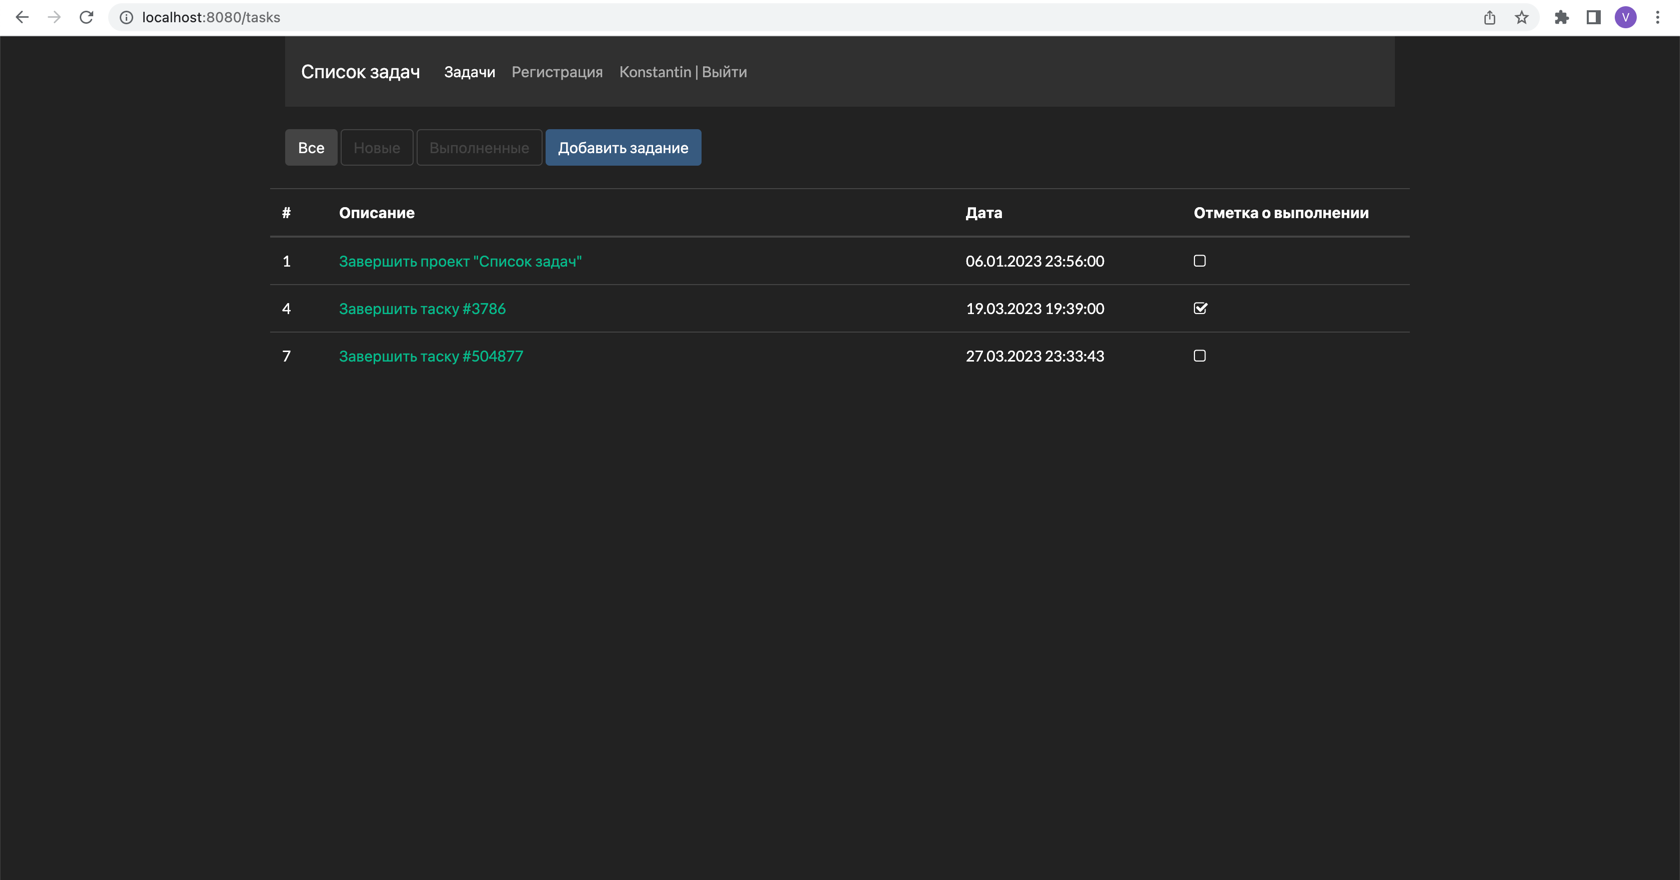 localhost:8080/tasks
V
Список задач Задачи Регистрация Konstantin | Выйти
Все Новые Выполненные Добавить задание
# Описание Дата Отметка о выполнении
1 Завершить проект "Список задач" 06.01.2023 23:56:00
4 Завершить таску #3786 19.03.2023 19:39:00
7 Завершить таску #504877 27.03.2023 23:33:43